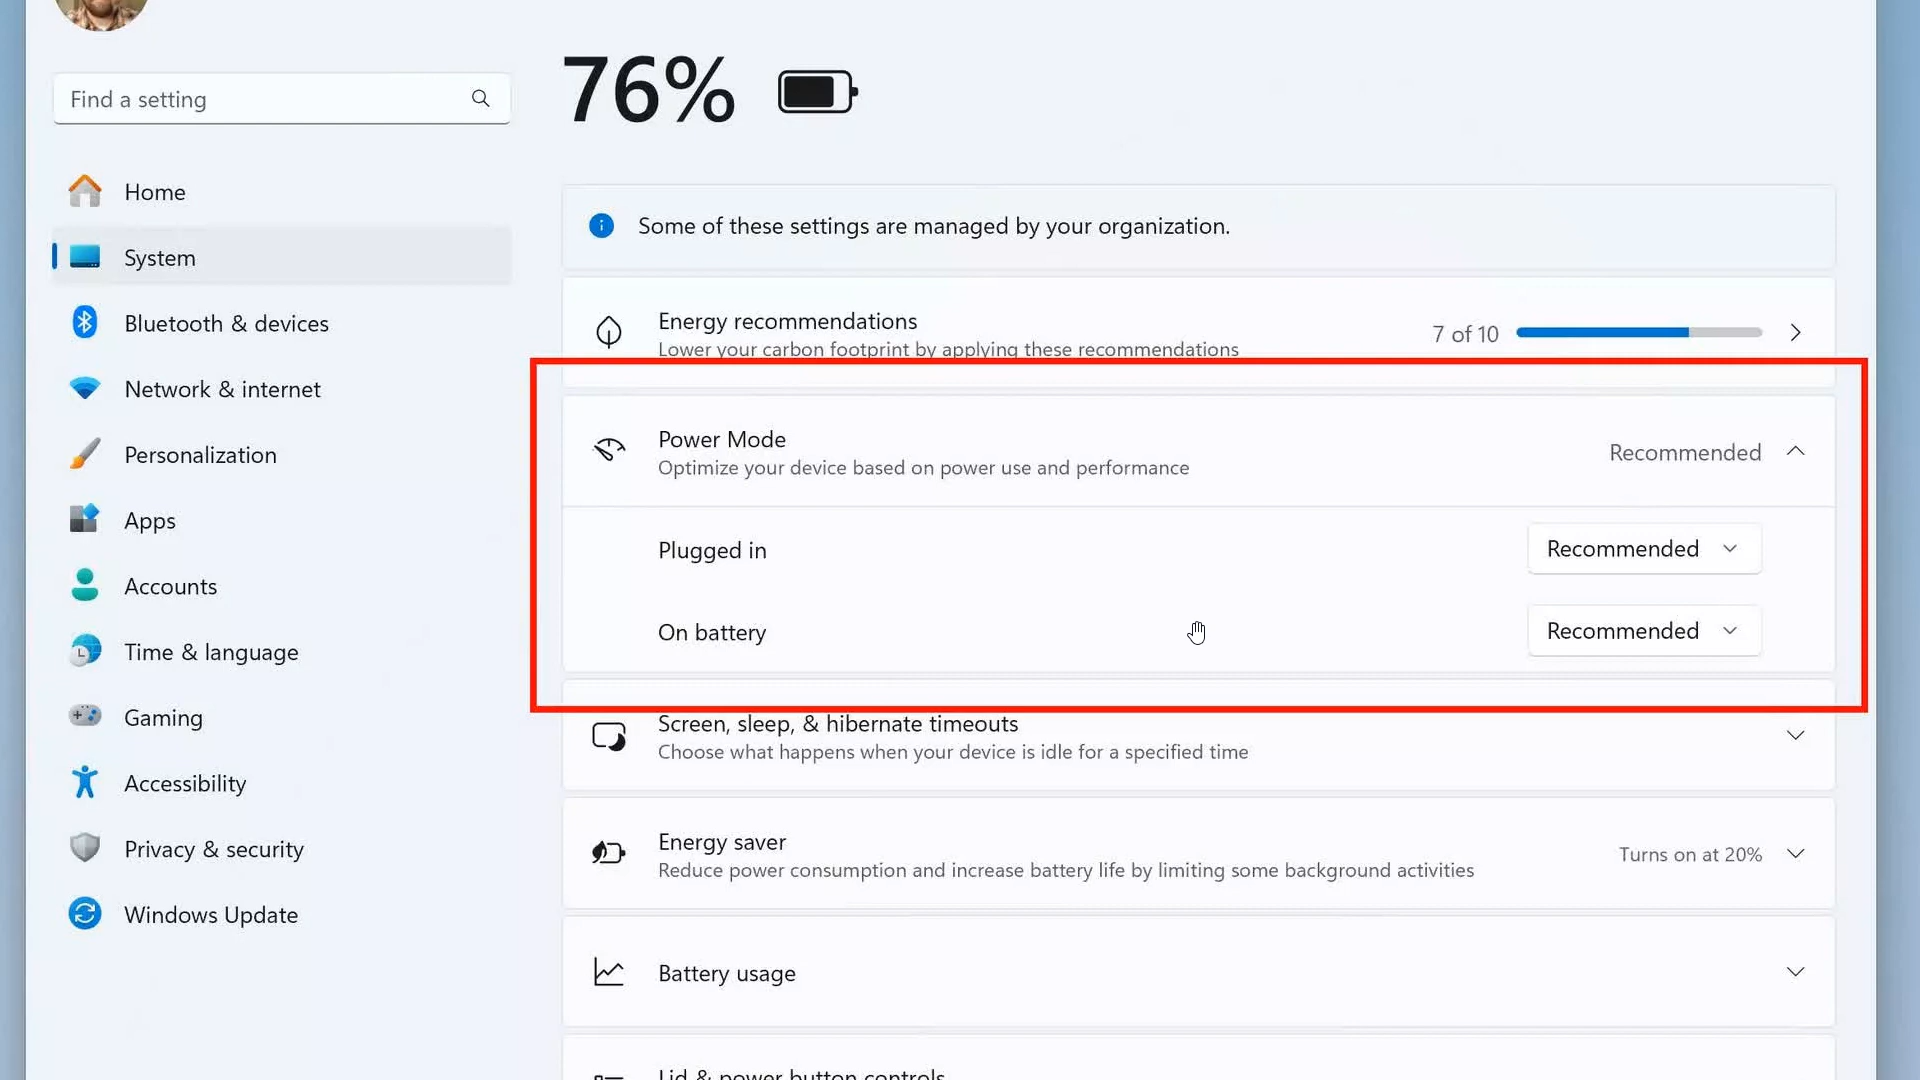 76%
Find a setting
Home
System
Bluetooth & devices
Network & internet
Personalization
Apps
Accounts
Time & language
Gaming
Accessibility
Privacy & security
Windows Update
Some of these settings are managed by your organization.
Energy recommendations
Lower your carbon footprint by applying these recommendations
7 of 10
Power Mode
Optimize your device based on power use and performance
Recommended
Plugged in
Recommended
On battery
Recommended
Screen, sleep, & hibernate timeouts
Choose what happens when your device is idle for a specified time
Energy saver
Reduce power consumption and increase battery life by limiting some background activities
Turns on at 20%
Battery usage
Lid & power button controls